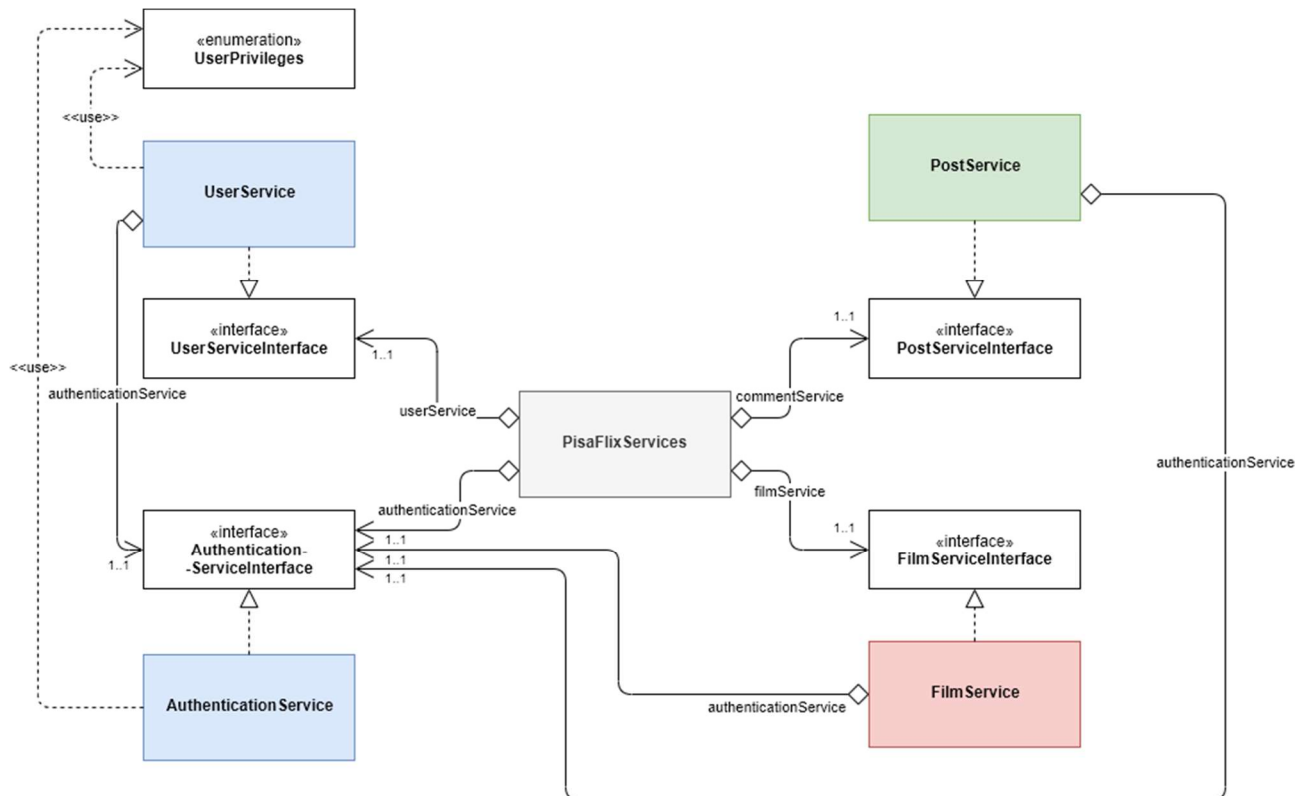 «enumeration»
UserPrivileges
<<use>>
UserService
PostService
«interface»
UserServiceInterface
1..1
1..1
«interface»
PostServiceInterface
<<use>>
authenticationService
userService
commentService
PisaFlixServices
authenticationService
filmService
authenticationService
«interface»
Authentication-
-ServiceInterface
1..1
1..1
1..1
1..1
1..1
«interface»
FilmServiceInterface
AuthenticationService
authenticationService
FilmService